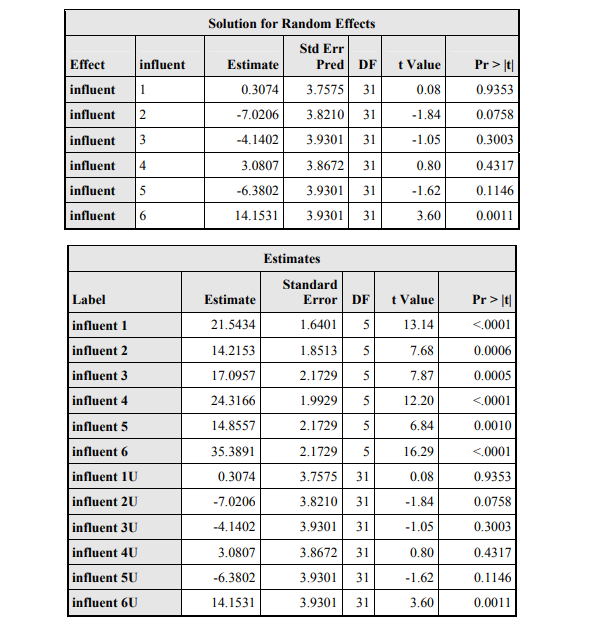 Solution for Random Effects
Effect influent Estimate Std Err Pred DF t Value Pr > |t|
influent 1 0.3074 3.7575 31 0.08 0.9353
influent 2 -7.0206 3.8210 31 -1.84 0.0758
influent 3 -4.1402 3.9301 31 -1.05 0.3003
influent 4 3.0807 3.8672 31 0.80 0.4317
influent 5 -6.3802 3.9301 31 -1.62 0.1146
influent 6 14.1531 3.9301 31 3.60 0.0011
Estimates
Label Estimate Standard Error DF t Value Pr > |t|
influent 1 21.5434 1.6401 5 13.14 <.0001
influent 2 14.2153 1.8513 5 7.68 0.0006
influent 3 17.0957 2.1729 5 7.87 0.0005
influent 4 24.3166 1.9929 5 12.20 <.0001
influent 5 14.8557 2.1729 5 6.84 0.0010
influent 6 35.3891 2.1729 5 16.29 <.0001
influent 1U 0.3074 3.7575 31 0.08 0.9353
influent 2U -7.0206 3.8210 31 -1.84 0.0758
influent 3U -4.1402 3.9301 31 -1.05 0.3003
influent 4U 3.0807 3.8672 31 0.80 0.4317
influent 5U -6.3802 3.9301 31 -1.62 0.1146
influent 6U 14.1531 3.9301 31 3.60 0.0011